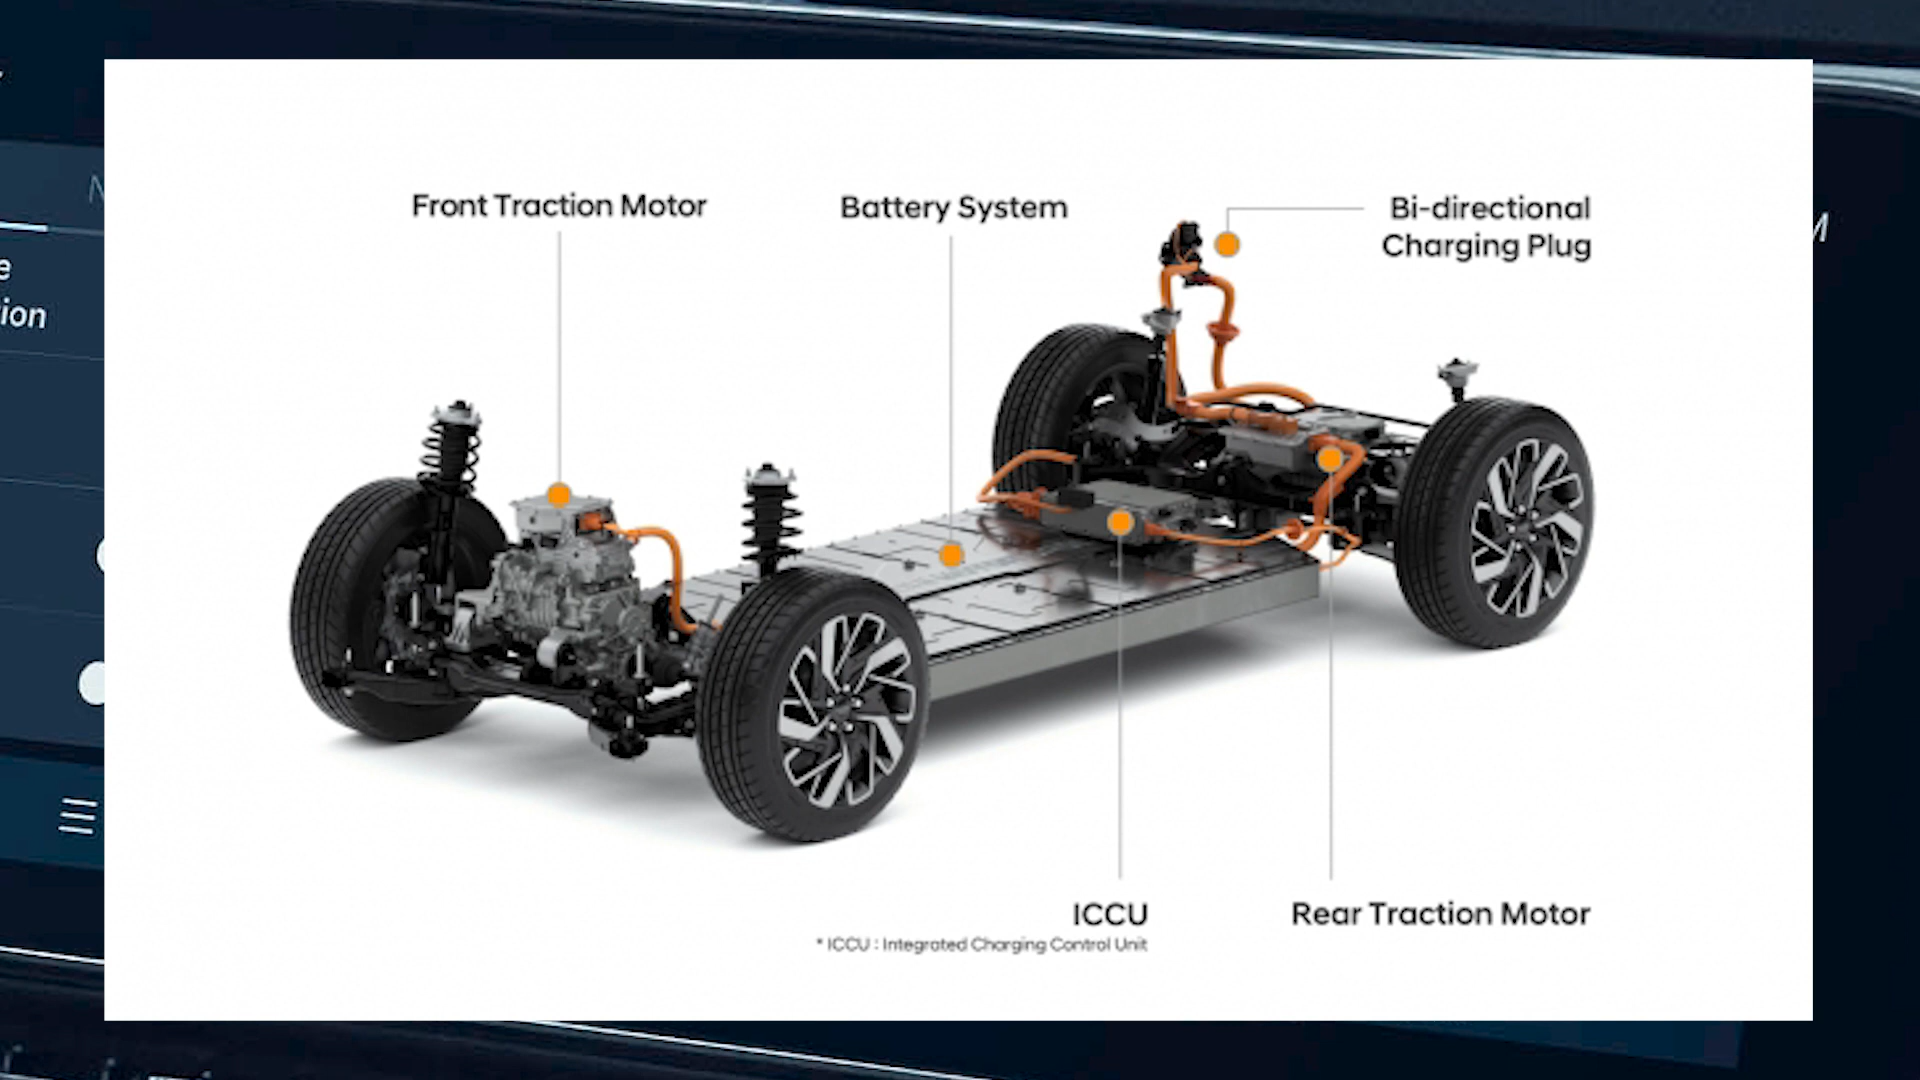 Front Traction Motor
Battery System
Bi-directional
Charging Plug
ICCU
* ICCU : Integrated Charging Control Unit
Rear Traction Motor